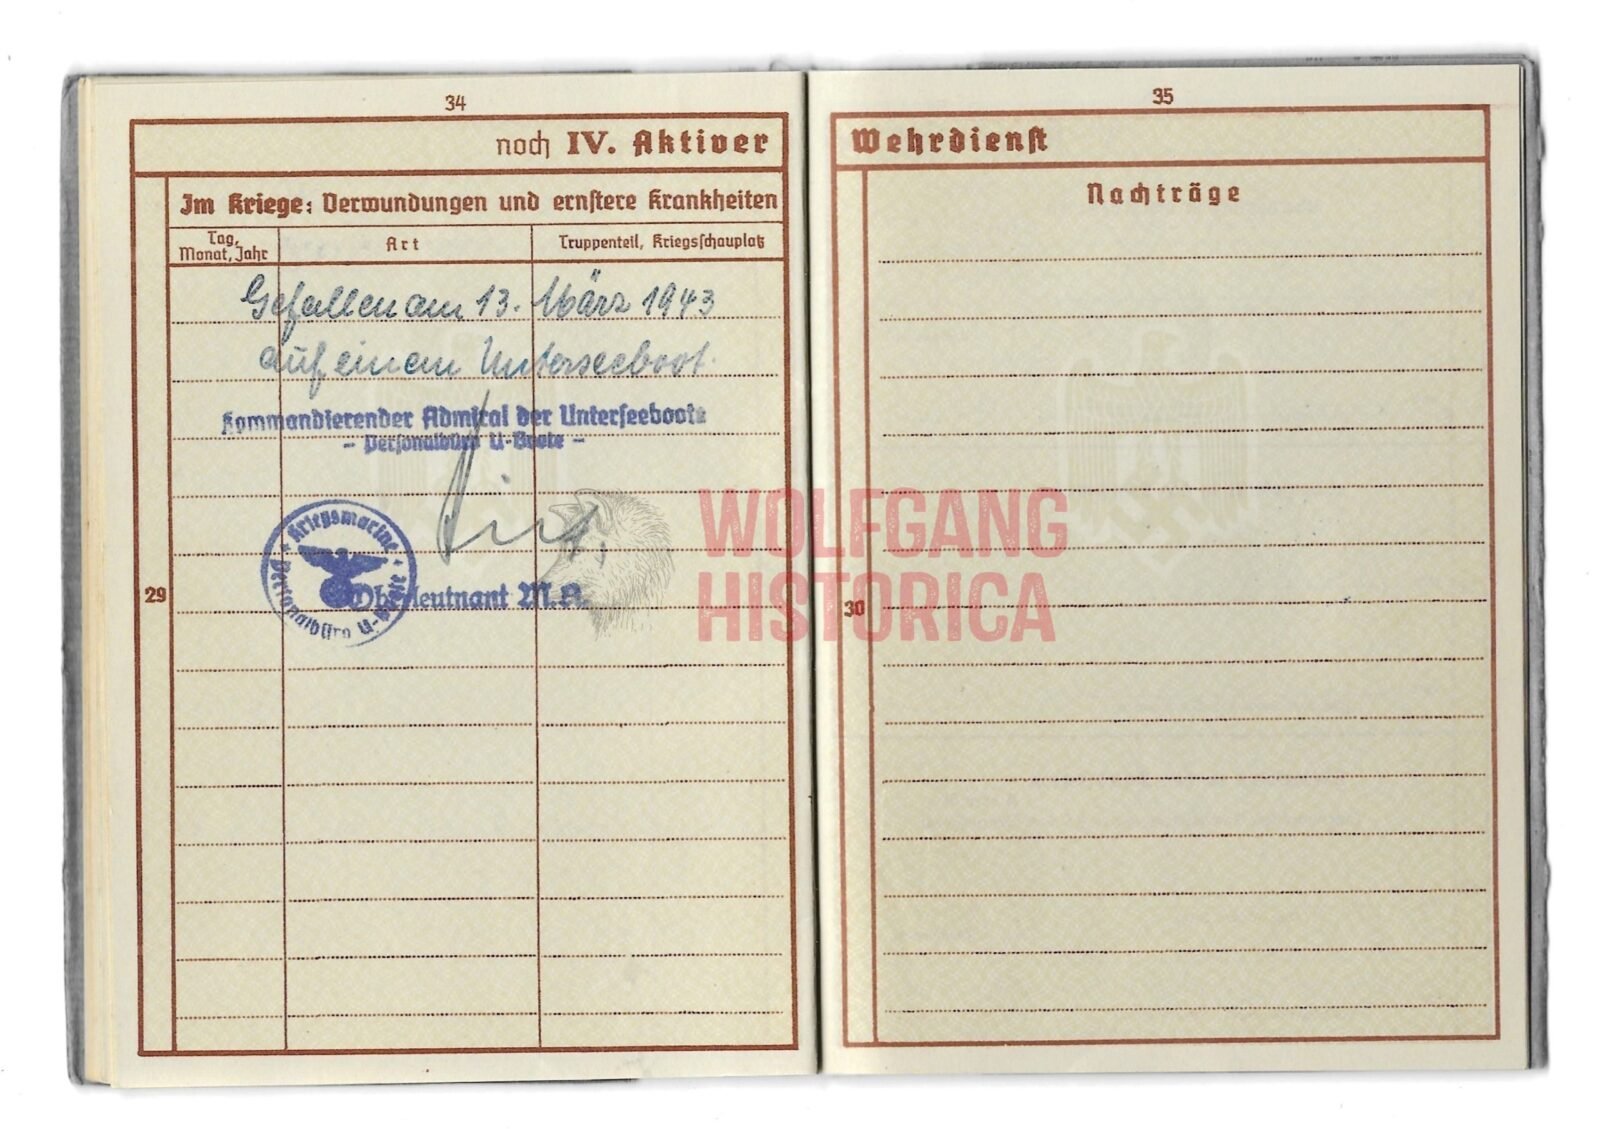 34
noch IV. Aktiver
Im Kriege: Verwundungen und ernstere Krankheiten
Tag, Monat, Jahr
Art
Truppenteil, Kriegsschauplatz
Gefallen am 13. März 1943
auf einem Unterseeboot.
Kommandierender Admiral der Unterseeboote
- Personalbüro U-Boote -
Kriegsmarine
Personalbüro U-Boote
Oberleutnant M.A.
29
35
Wehrdienst
Nachträge
30
WOLFGANG
HISTORICA